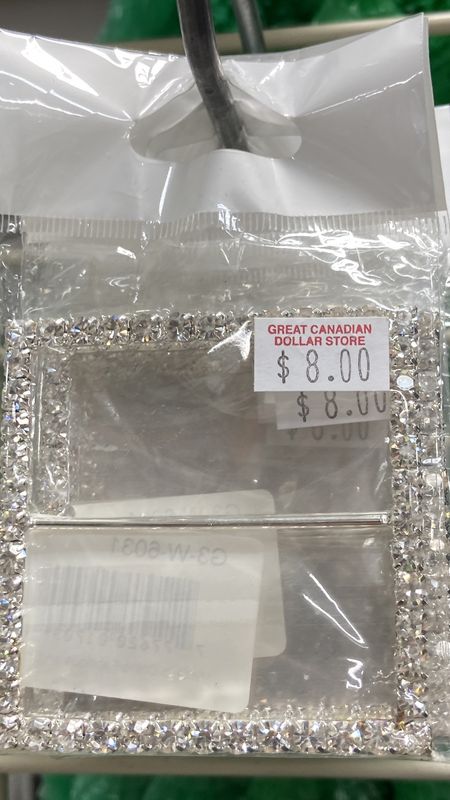 GREAT CANADIAN
DOLLAR STORE
$ 8.00
$ 8.00
G3-W-6031